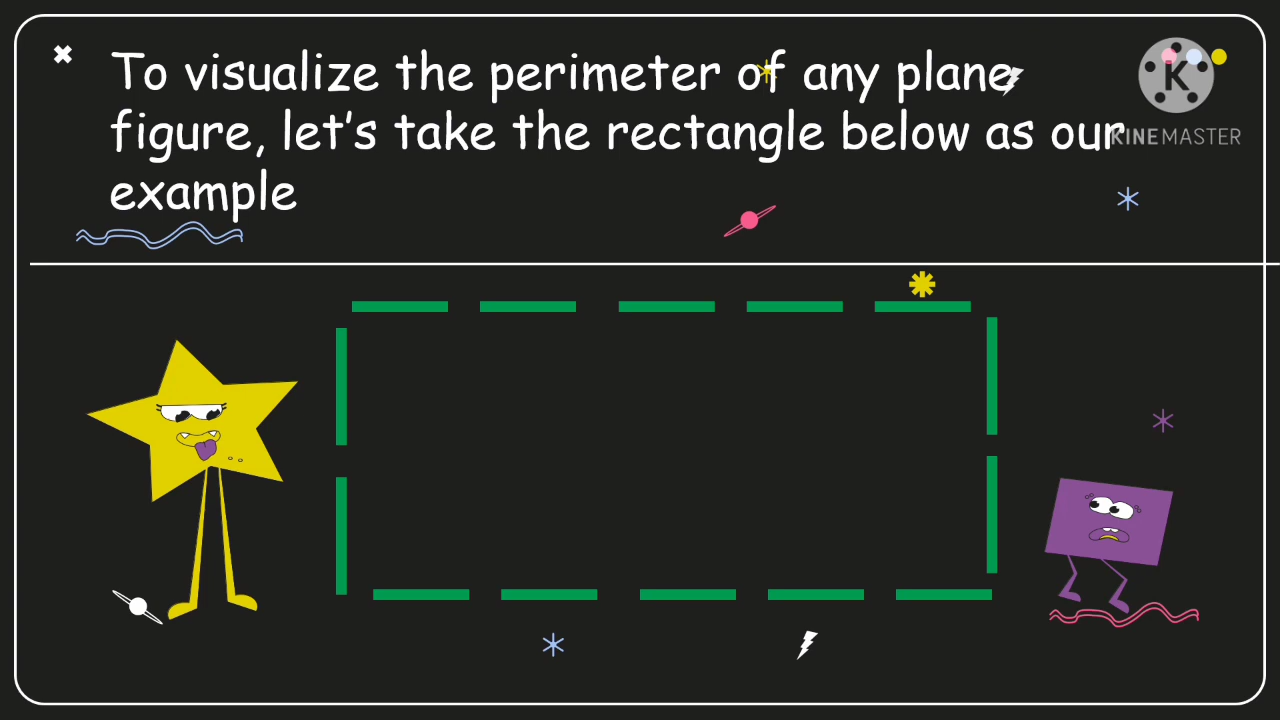 To visualize the perimeter of any plane
figure, let's take the rectangle below as our
example
K
KINEMASTER